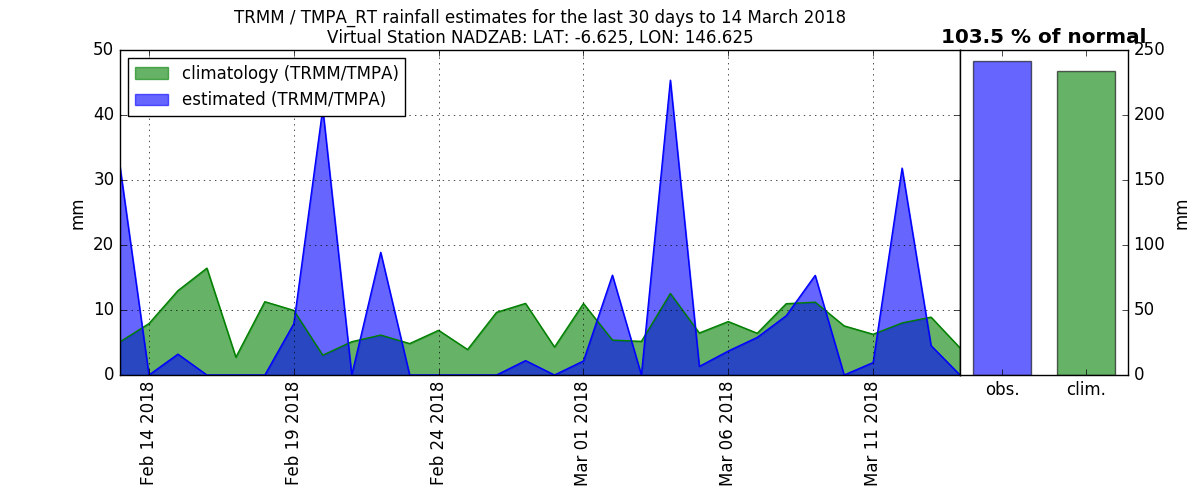 TRMM / TMPA_RT rainfall estimates for the last 30 days to 14 March 2018
Virtual Station NADZAB: LAT: -6.625, LON: 146.625
103.5 % of normal
climatology (TRMM/TMPA)
estimated (TRMM/TMPA)
50
40
30
20
10
0
mm
Feb 14 2018
Feb 19 2018
Feb 24 2018
Mar 01 2018
Mar 06 2018
Mar 11 2018
obs.
clim.
250
200
150
100
50
0
mm